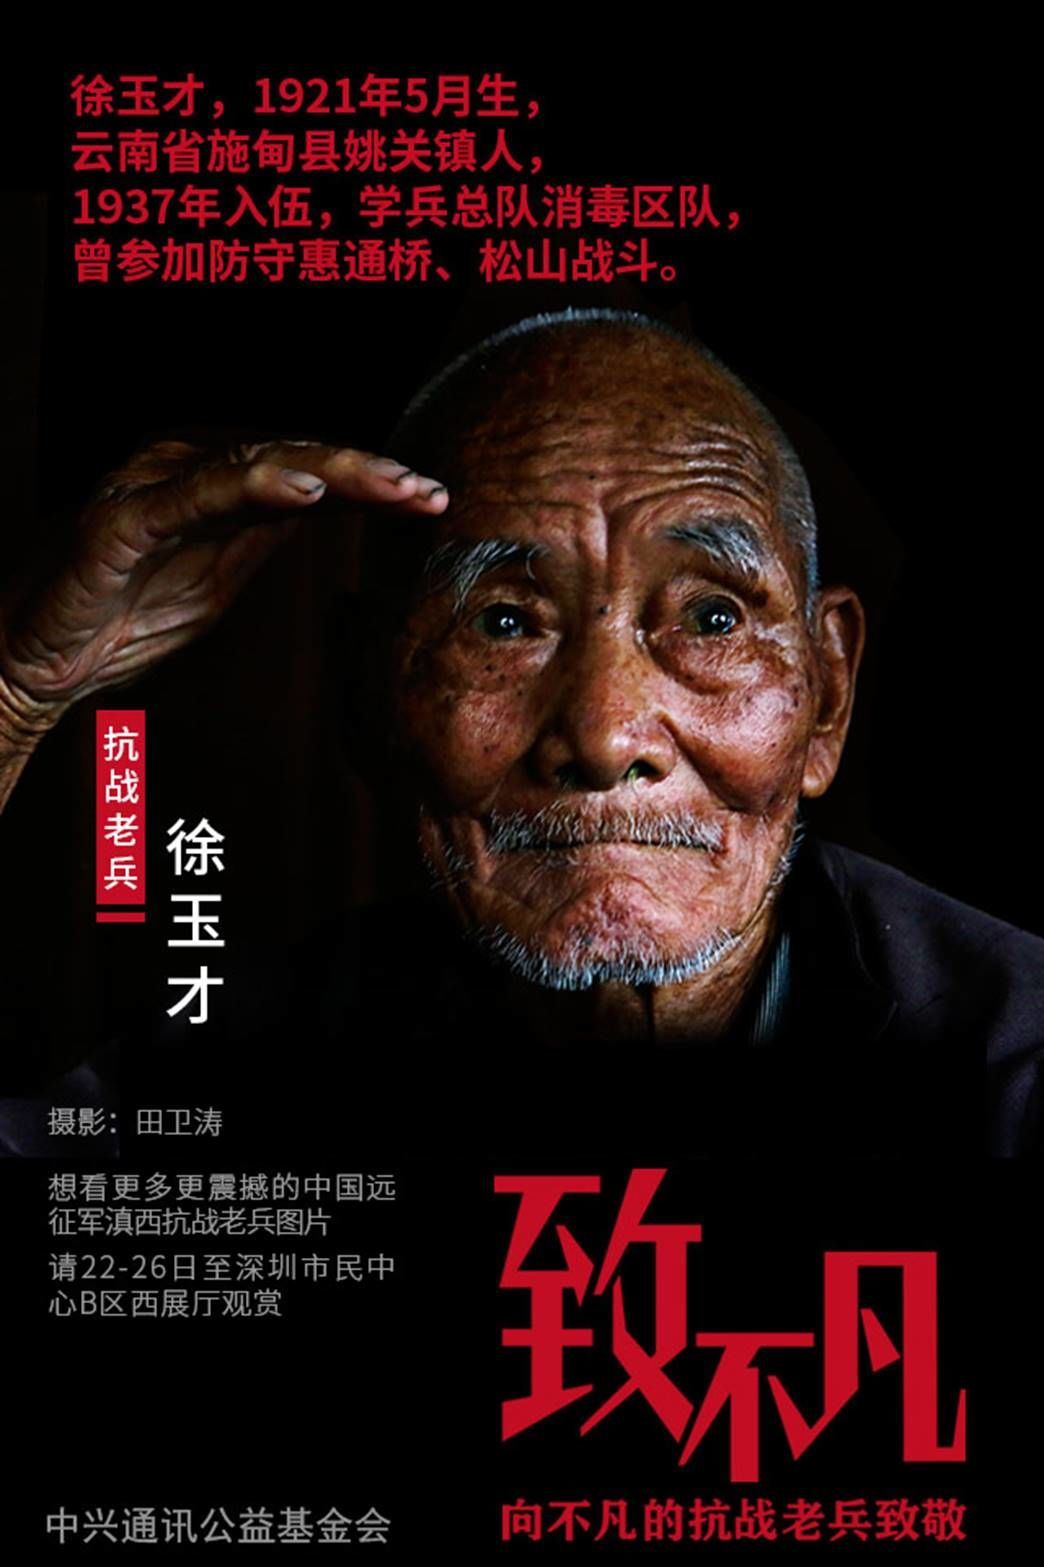 徐玉才，1921年5月生，
云南省施甸县姚关镇人，
1937年入伍，学兵总队消毒区队，
曾参加防守惠通桥、松山战斗。
抗战老兵
徐玉才
摄影：田卫涛
想看更多更震撼的中国远
征军滇西抗战老兵图片
请22-26日至深圳市民中
心B区西展厅观赏
致不凡
中兴通讯公益基金会
向不凡的抗战老兵致敬